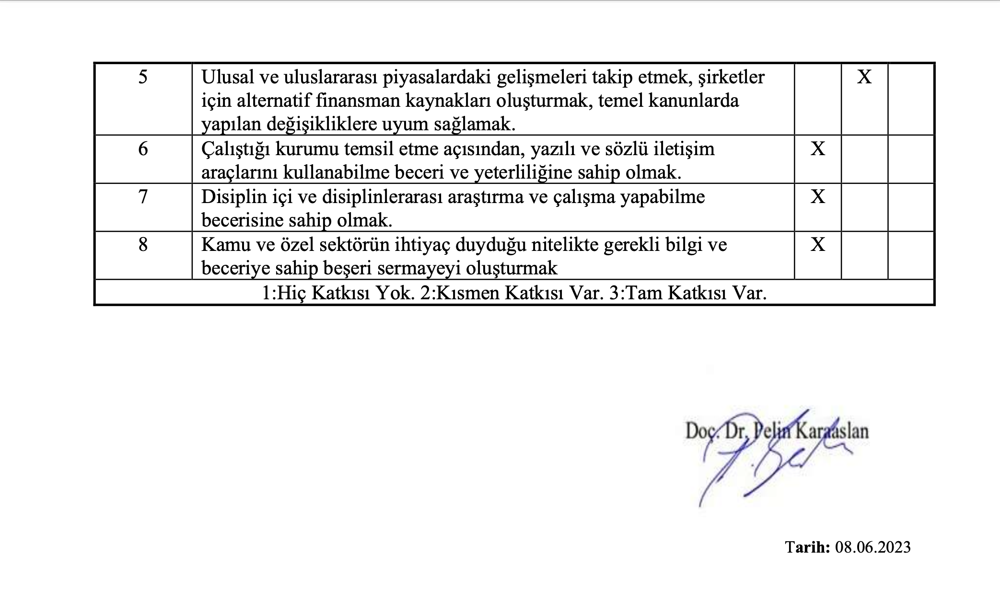 5 Ulusal ve uluslararası piyasalardaki gelişmeleri takip etmek, şirketler X
için alternatif finansman kaynakları oluşturmak, temel kanunlarda
yapılan değişikliklere uyum sağlamak.
6 Çalıştığı kurumu temsil etme açısından, yazılı ve sözlü iletişim X
araçlarını kullanabilme beceri ve yeterliliğine sahip olmak.
7 Disiplin içi ve disiplinlerarası araştırma ve çalışma yapabilme X
becerisine sahip olmak.
8 Kamu ve özel sektörün ihtiyaç duyduğu nitelikte gerekli bilgi ve X
beceriye sahip beşeri sermayeyi oluşturmak
1:Hiç Katkısı Yok. 2:Kısmen Katkısı Var. 3:Tam Katkısı Var.
Doç. Dr. Pelin Karaaslan
Tarih: 08.06.2023